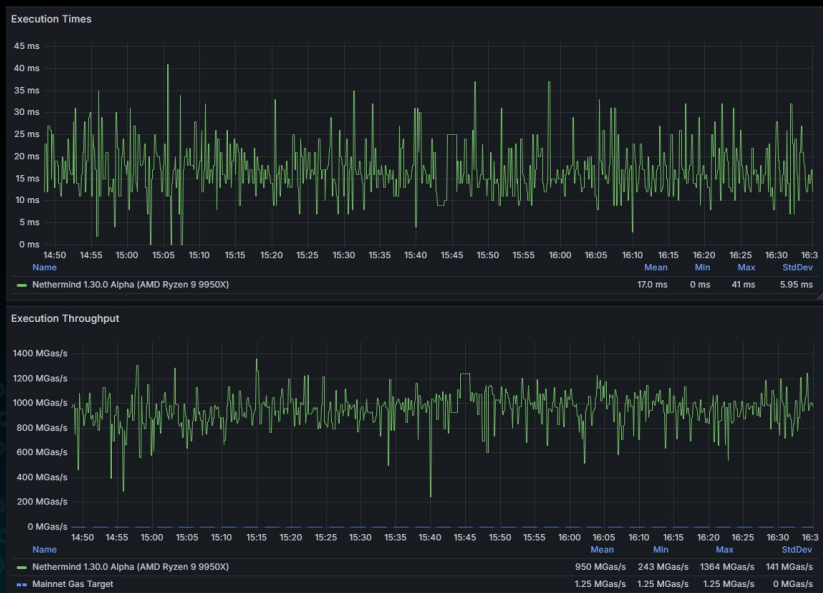 Execution Times
45 ms
40 ms
35 ms
30 ms
25 ms
20 ms
15 ms
10 ms
5 ms
0 ms
14:50 14:55 15:00 15:05 15:10 15:15 15:20 15:25 15:30 15:35 15:40 15:45 15:50 15:55 16:00 16:05 16:10 16:15 16:20 16:25 16:3
Name Mean Min Max StdDev
Nethermind 1.30.0 Alpha (AMD Ryzen 9 9950X) 17.0 ms 0 ms 41 ms 5.95 ms
Execution Throughput
1400 MGas/s
1200 MGas/s
1000 MGas/s
800 MGas/s
600 MGas/s
400 MGas/s
200 MGas/s
0 MGas/s
14:50 14:55 15:00 15:05 15:10 15:15 15:20 15:25 15:30 15:35 15:40 15:45 15:50 15:55 16:00 16:05 16:10 16:15 16:20 16:25 16:3
Name Mean Min Max StdDev
Nethermind 1.30.0 Alpha (AMD Ryzen 9 9950X) 950 MGas/s 243 MGas/s 1364 MGas/s 141 MGas/s
Mainnet Gas Target 1.25 MGas/s 1.25 MGas/s 1.25 MGas/s 0 MGas/s